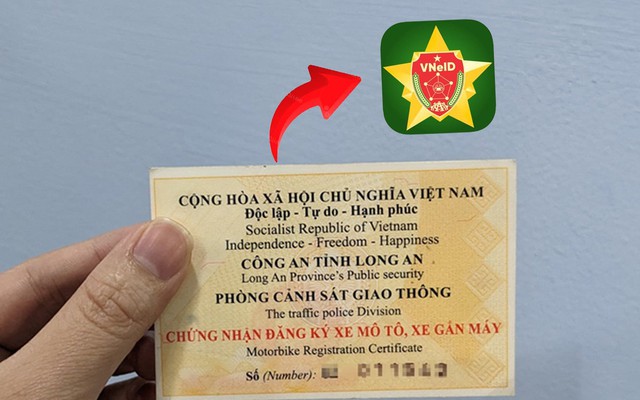 VNeID
CỘNG HÒA XÃ HỘI CHỦ NGHĨA VIỆT NAM
Độc lập - Tự do - Hạnh phúc
Socialist Republic of Vietnam
Independence - Freedom - Happiness
CÔNG AN TỈNH LONG AN
Long An Province's Public security
PHÒNG CẢNH SÁT GIAO THÔNG
The traffic police Division
CHỨNG NHẬN ĐĂNG KÝ XE MÔ TÔ, XE GẮN MÁY
Motorbike Registration Certificate
Số (Number):